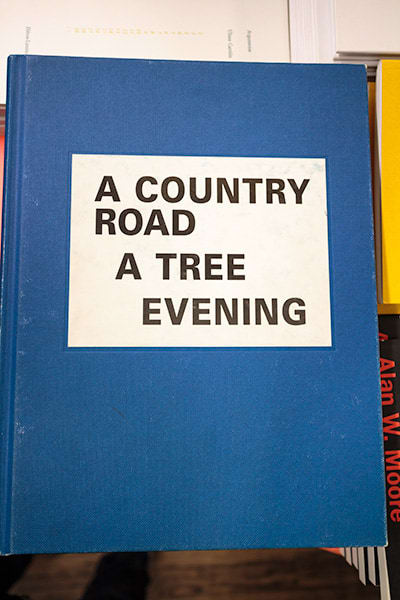 A COUNTRY
ROAD
A TREE
EVENING
Alan W. Moore